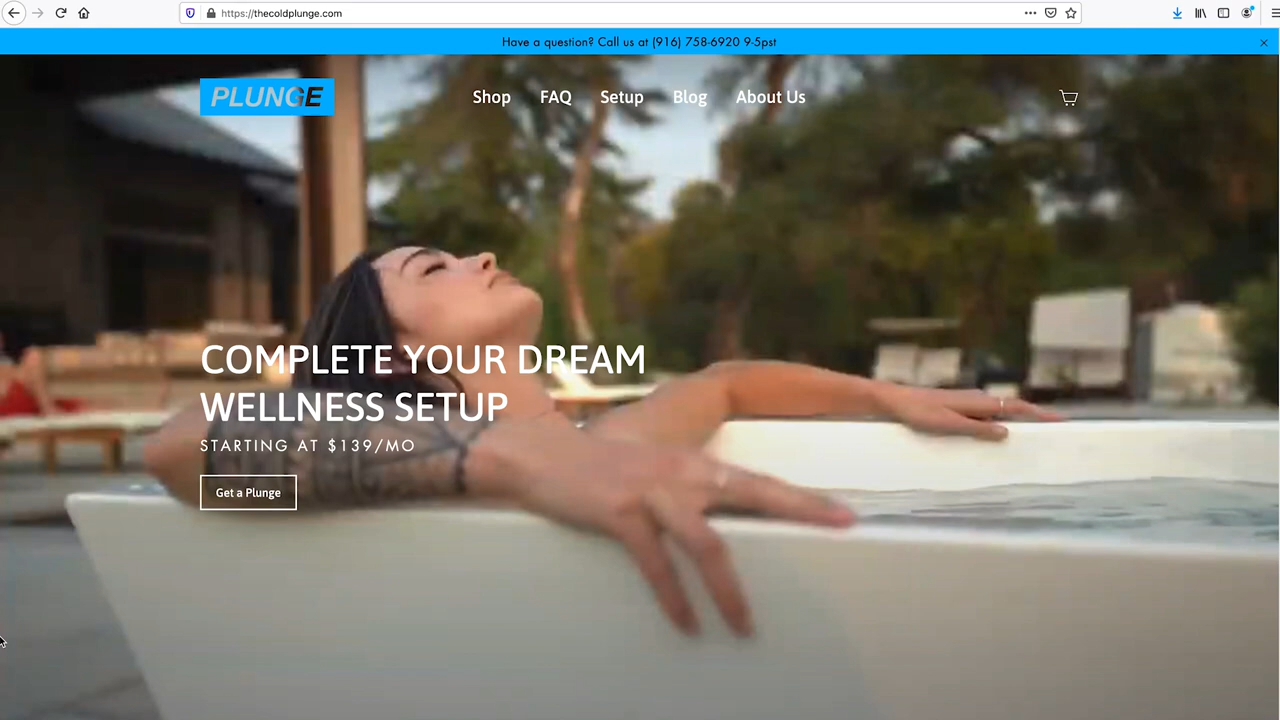 https://thecoldplunge.com
Have a question? Call us at (916) 758-6920 9-5pst
PLUNGE
Shop FAQ Setup Blog About Us
COMPLETE YOUR DREAM
WELLNESS SETUP
STARTING AT $139/MO
Get a Plunge